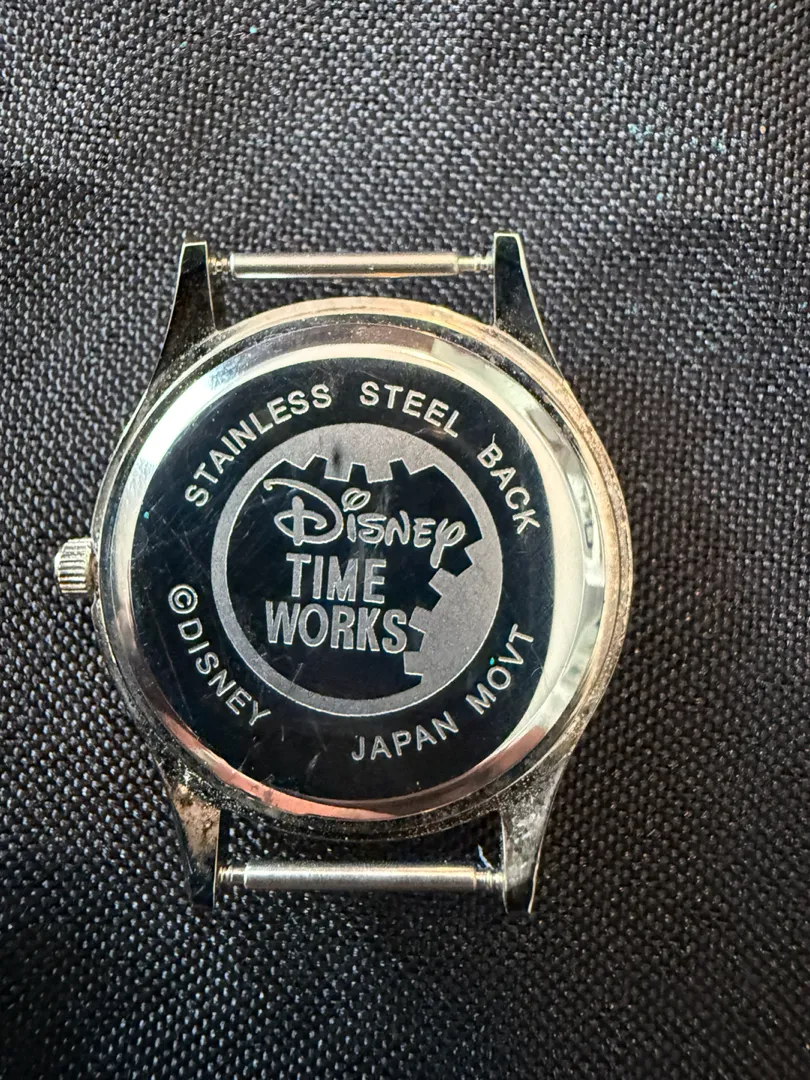 STAINLESS STEEL BACK
Disney
TIME
WORKS
©DISNEY
JAPAN MOVT